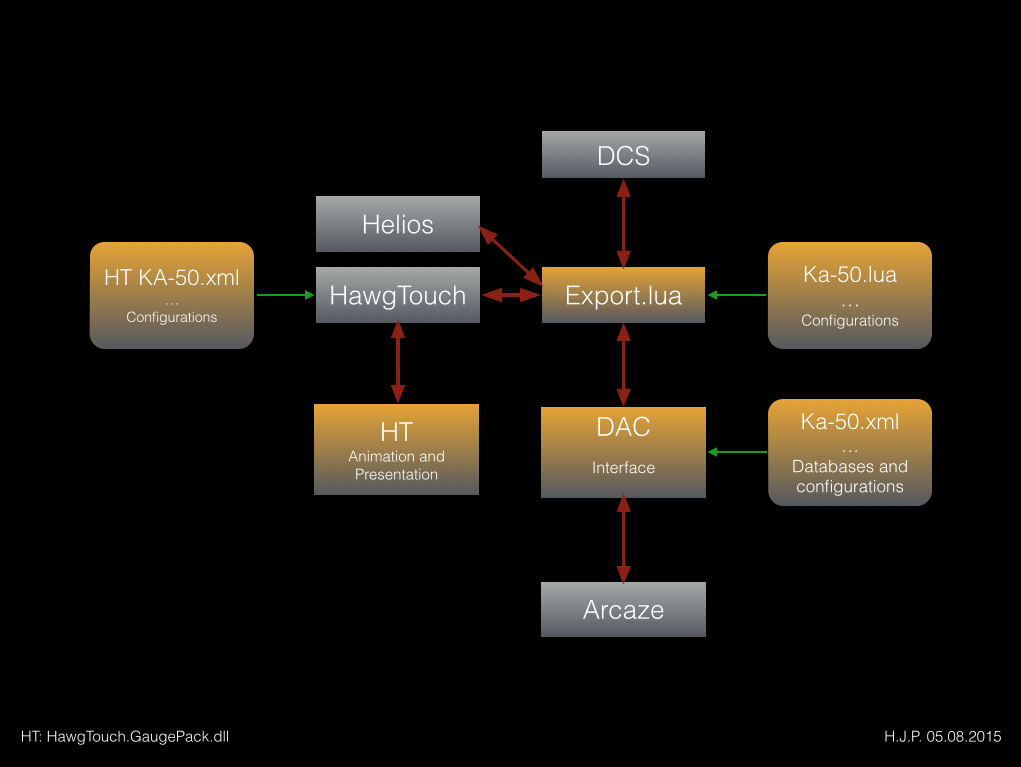 DCS
Helios
HT KA-50.xml
...
Configurations
HawgTouch
Export.lua
Ka-50.lua
...
Configurations
HT
Animation and
Presentation
DAC
Interface
Ka-50.xml
...
Databases and
configurations
Arcaze
HT: HawgTouch.GaugePack.dll
H.J.P. 05.08.2015